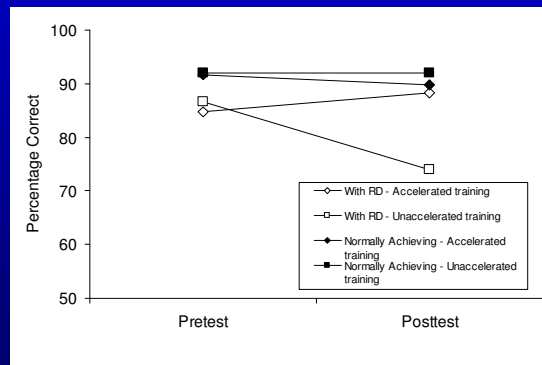 100
90
80
70
60
50
Percentage Correct
With RD - Accelerated training
With RD - Unaccelerated training
Normally Achieving - Accelerated
training
Normally Achieving - Unaccelerated
training
Pretest
Posttest